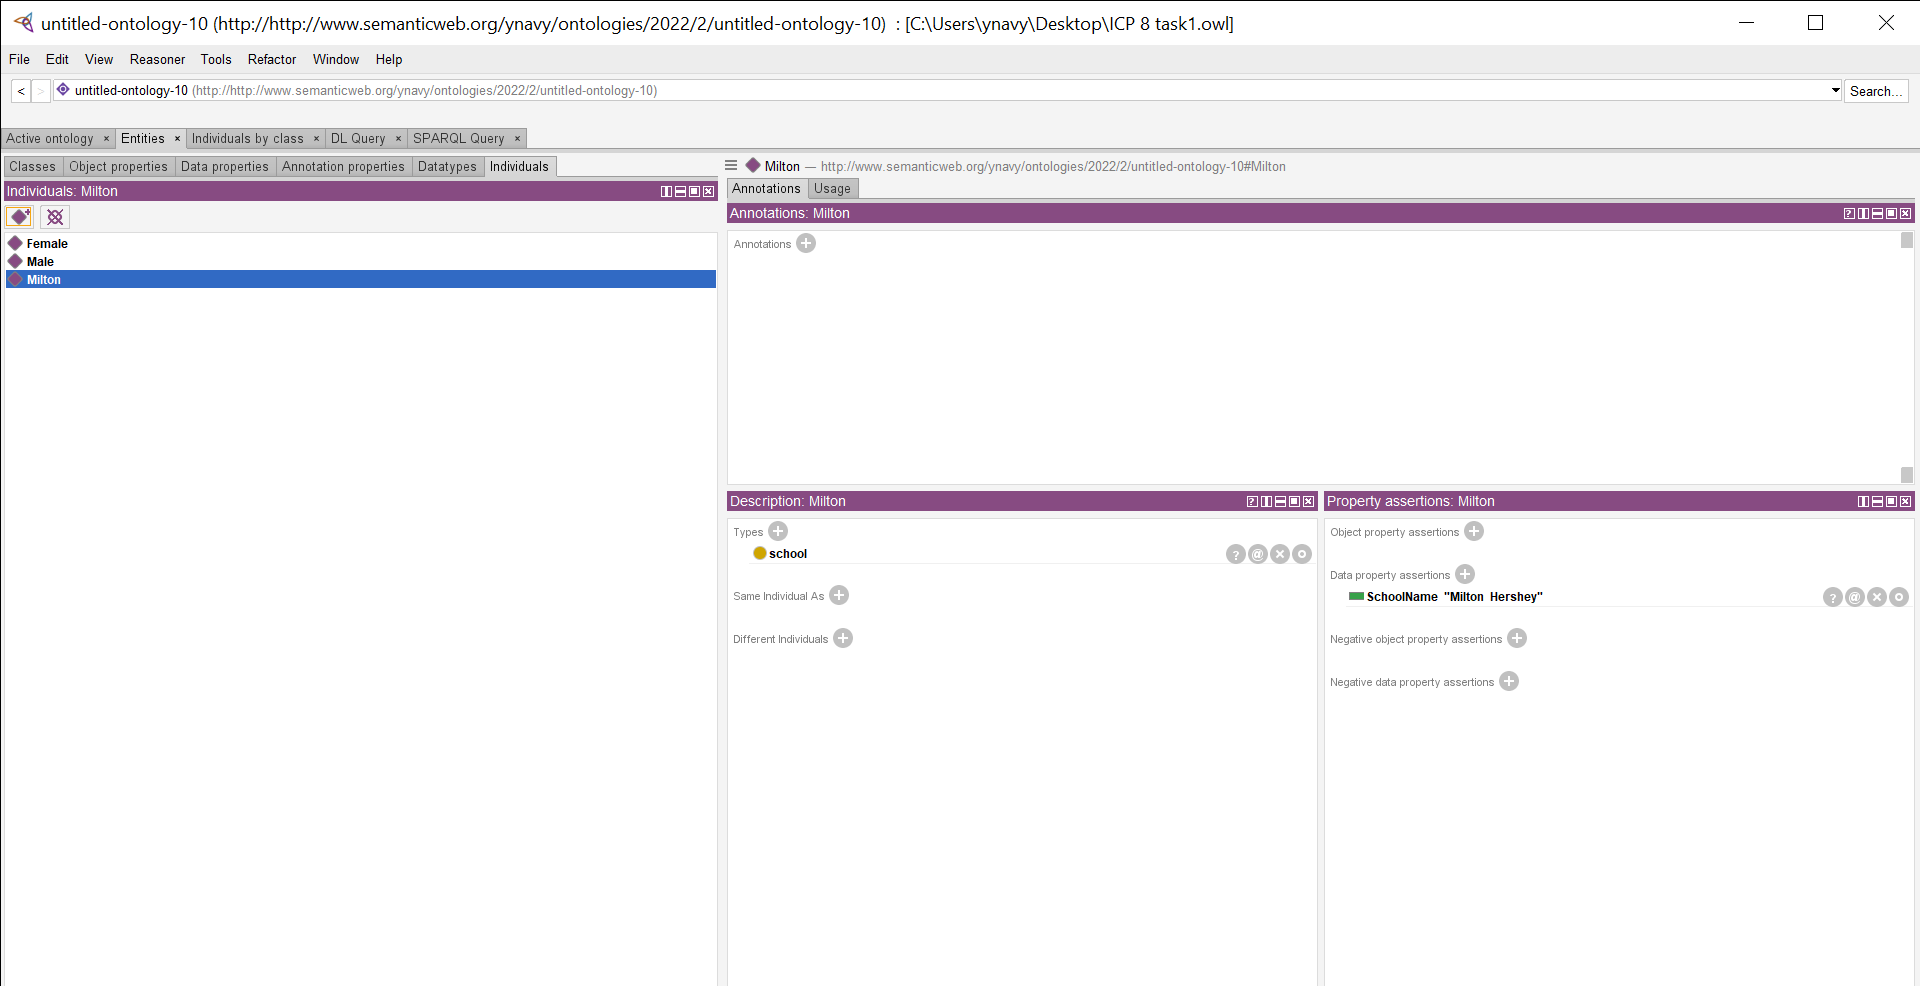 untitled-ontology-10 (http://http://www.semanticweb.org/ynavy/ontologies/2022/2/untitled-ontology-10) : [C:\Users\ynavy\Desktop\ICP 8 task1.owl]
File Edit View Reasoner Tools Refactor Window Help
< > untitled-ontology-10 (http://http://www.semanticweb.org/ynavy/ontologies/2022/2/untitled-ontology-10) Search...
Active ontology × Entities × Individuals by class × DL Query × SPARQL Query ×
Classes Object properties Data properties Annotation properties Datatypes Individuals
Individuals: Milton
Female
Male
Milton
Milton — http://www.semanticweb.org/ynavy/ontologies/2022/2/untitled-ontology-10#Milton
Annotations Usage
Annotations: Milton
Annotations
Description: Milton
Types
school
Same Individual As
Different Individuals
Property assertions: Milton
Object property assertions
Data property assertions
SchoolName "Milton Hershey"
Negative object property assertions
Negative data property assertions